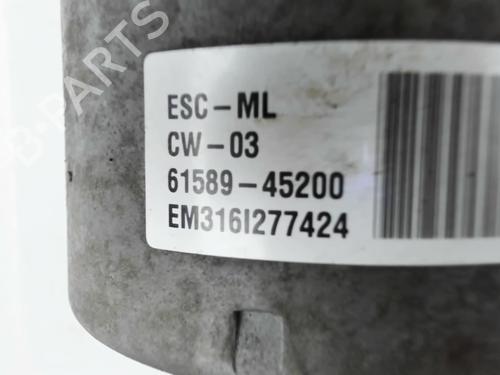 ESC-ML
CW-03
61589-45200
EM316I277424
B-PARTS